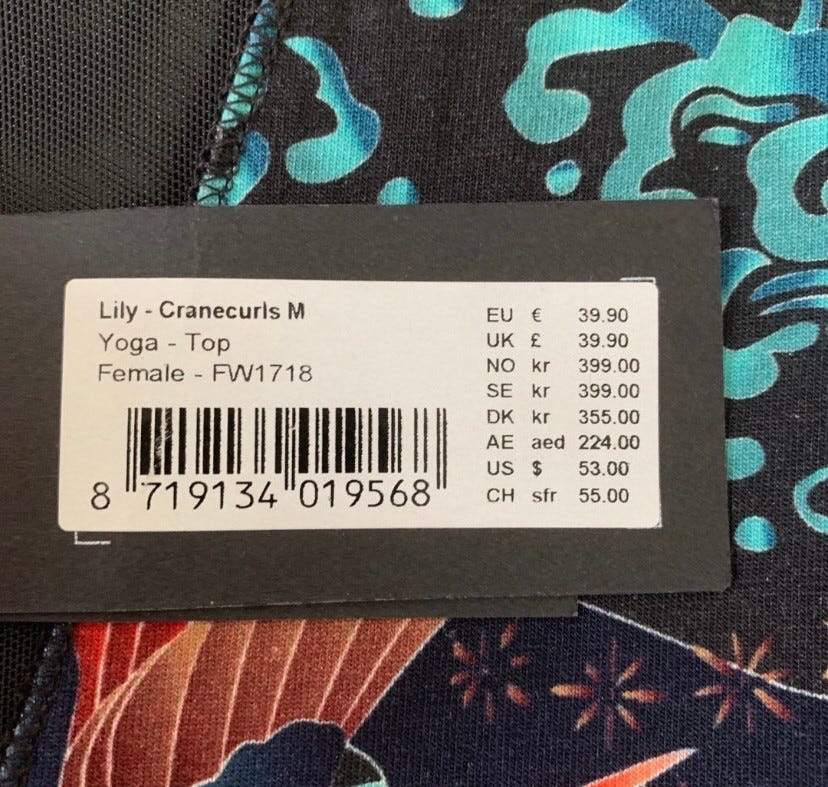 Lily - Cranecurls M
Yoga - Top
Female - FW1718
8 719134 019568
EU € 39.90
UK £ 39.90
NO kr 399.00
SE kr 399.00
DK kr 355.00
AE aed 224.00
US $ 53.00
CH sfr 55.00